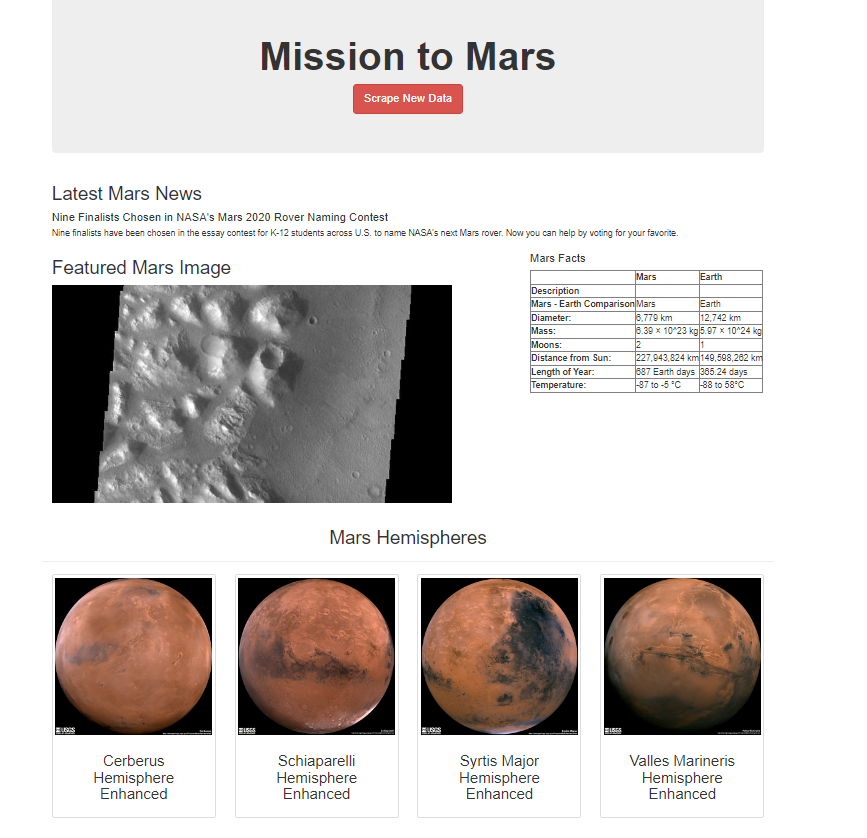 Mission to Mars
Scrape New Data
Latest Mars News
Nine Finalists Chosen in NASA's Mars 2020 Rover Naming Contest
Nine finalists have been chosen in the essay contest for K-12 students across U.S. to name NASA's next Mars rover. Now you can help by voting for your favorite.
Featured Mars Image
Mars Facts
Mars Earth
Description
Mars - Earth Comparison Mars Earth
Diameter: 6,779 km 12,742 km
Mass: 6.39 × 10^23 kg 5.97 × 10^24 kg
Moons: 2 1
Distance from Sun: 227,943,824 km 149,598,262 km
Length of Year: 687 Earth days 365.24 days
Temperature: -87 to -5 °C -88 to 58°C
Mars Hemispheres
USGS
USGS
USGS
USGS
Cerberus
Hemisphere
Enhanced
Schiaparelli
Hemisphere
Enhanced
Syrtis Major
Hemisphere
Enhanced
Valles Marineris
Hemisphere
Enhanced